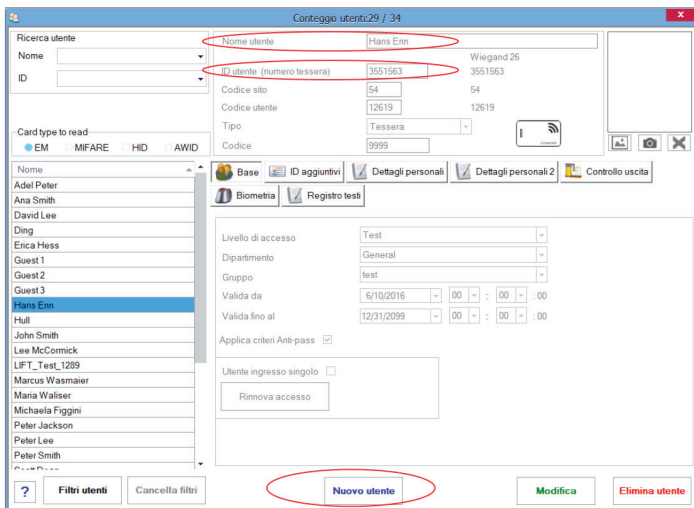 Conteggio utenti:29 / 34
x
Ricerca utente
Nome
ID
Card type to read
EM MIFARE HID AWID
Nome utente Hans Enn
Wiegand 26
ID utente (numero tessera) 3551563 3551563
Codice sito 54 54
Codice utente 12619 12619
Tipo Tessera
Codice 9999
Nome
Adel Peter
Ana Smith
David Lee
Ding
Erica Hess
Guest 1
Guest 2
Guest 3
Hans Enn
Hull
John Smith
Lee McCormick
LIFT_Test_1289
Marcus Wasmaier
Maria Waliser
Michaela Figgini
Peter Jackson
Peter Lee
Peter Smith
Base ID aggiuntivi Dettagli personali Dettagli personali 2 Controllo uscita
Biometria Registro testi
Livello di accesso Test
Dipartimento General
Gruppo test
Valida da 6/10/2016 00 : 00 :00
Valida fino al 12/31/2099 00 : 00 :00
Applica criteri Anti-pass
Utente ingresso singolo
Rinnova accesso
? Filtri utenti Cancella filtri Nuovo utente Modifica Elimina utente